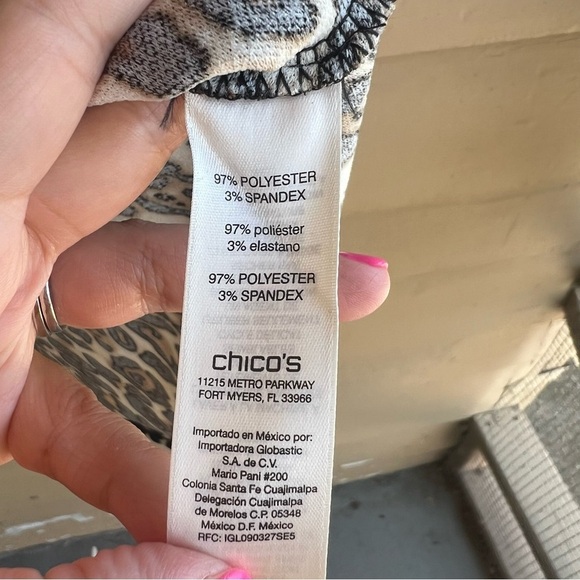 97% POLYESTER
3% SPANDEX
97% poliéster
3% elastano
97% POLYESTER
3% SPANDEX
chico's
11215 METRO PARKWAY
FORT MYERS, FL 33966
Importado en México por:
Importadora Globastic
S.A. de C.V.
Mario Pani #200
Colonia Santa Fe Cuajimalpa
Delegación Cuajimalpa
de Morelos C.P. 05348
México D.F. México
RFC: IGL090327SE5